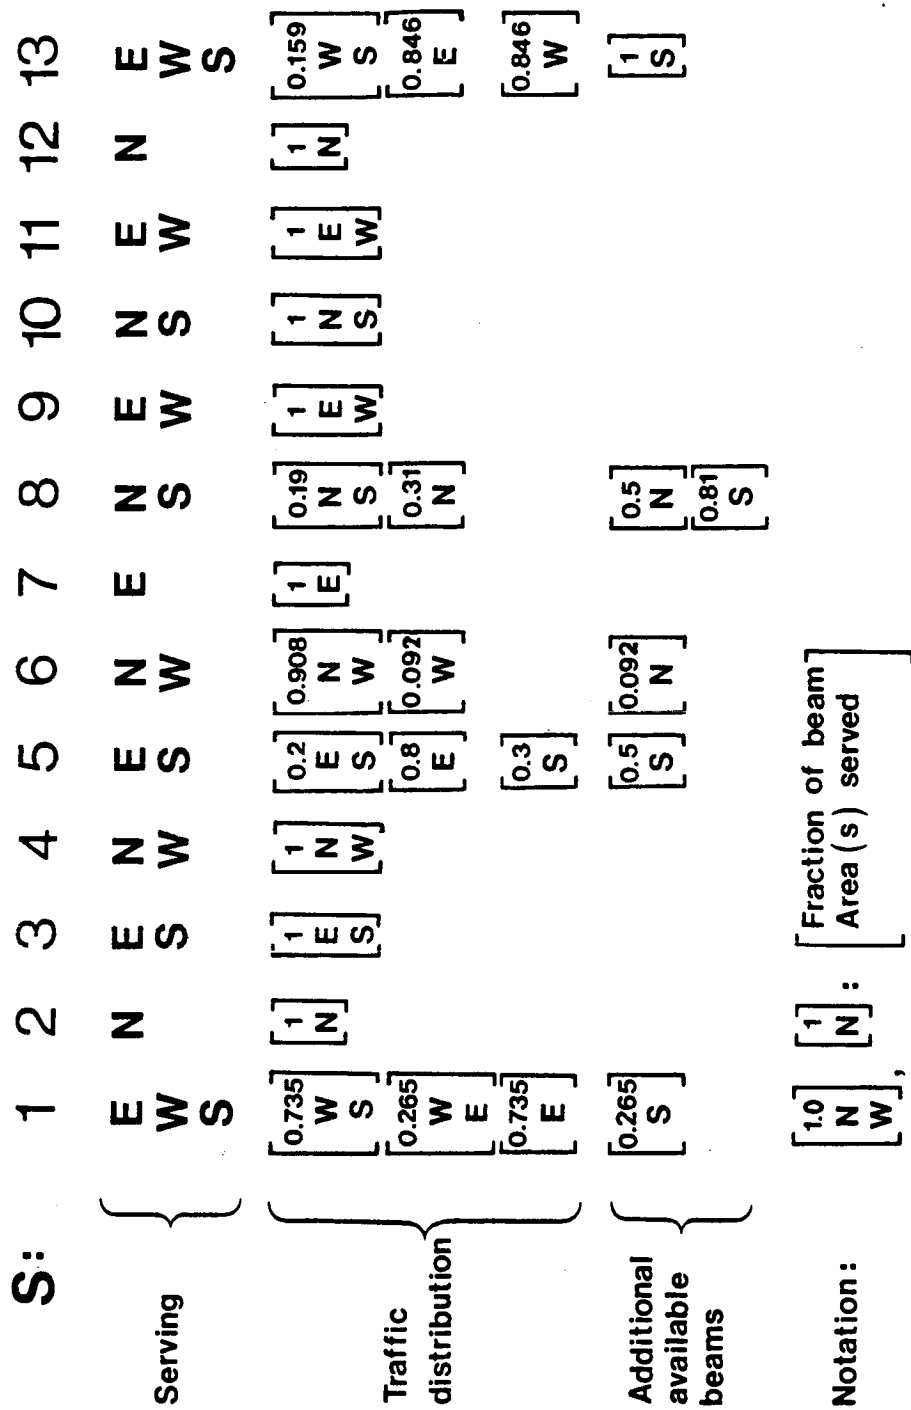 S: 1 2 3 4 5 6 7 8 9 10 11 12 13
Serving
E N E N E N E N E N E N E
W S W S W S W S W W
S S
Traffic
distribution
[0.735 W S] [1 N] [1 E S] [1 N W] [0.2 E S] [0.908 N W] [1 E] [0.19 N S] [1 E W] [1 N S] [1 E W] [1 N] [0.159 W S]
[0.265 W E] [0.8 E] [0.092 W] [0.31 N] [0.846 E]
[0.735 E] [0.3 S] [0.846 W]
Additional
available
beams
[0.265 S] [0.5 S] [0.092 N] [0.5 N] [1 S]
[0.81 S]
Notation: [1.0 N W], [1 N] : [Fraction of beam
Area(s) served]